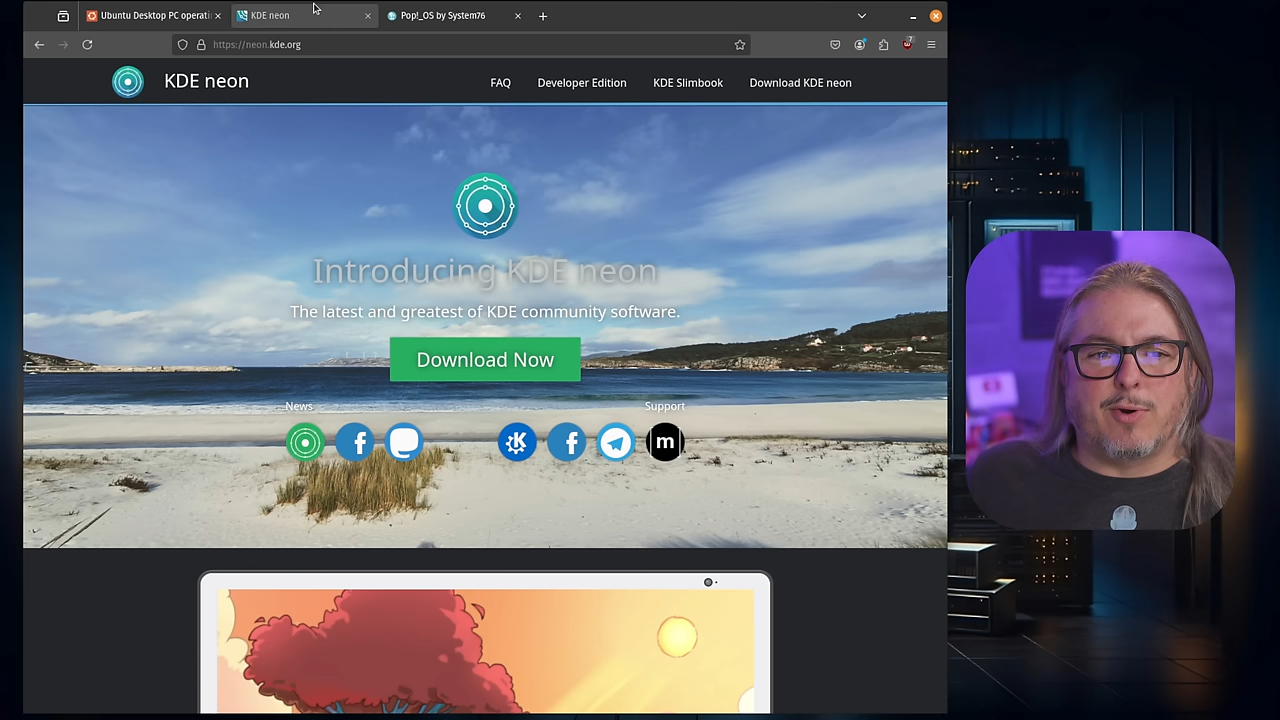 Ubuntu Desktop PC operati
KDE neon
Pop!_OS by System76
https://neon.kde.org
7
KDE neon
FAQ
Developer Edition
KDE Slimbook
Download KDE neon
Introducing KDE neon
The latest and greatest of KDE community software.
Download Now
News
Support
m